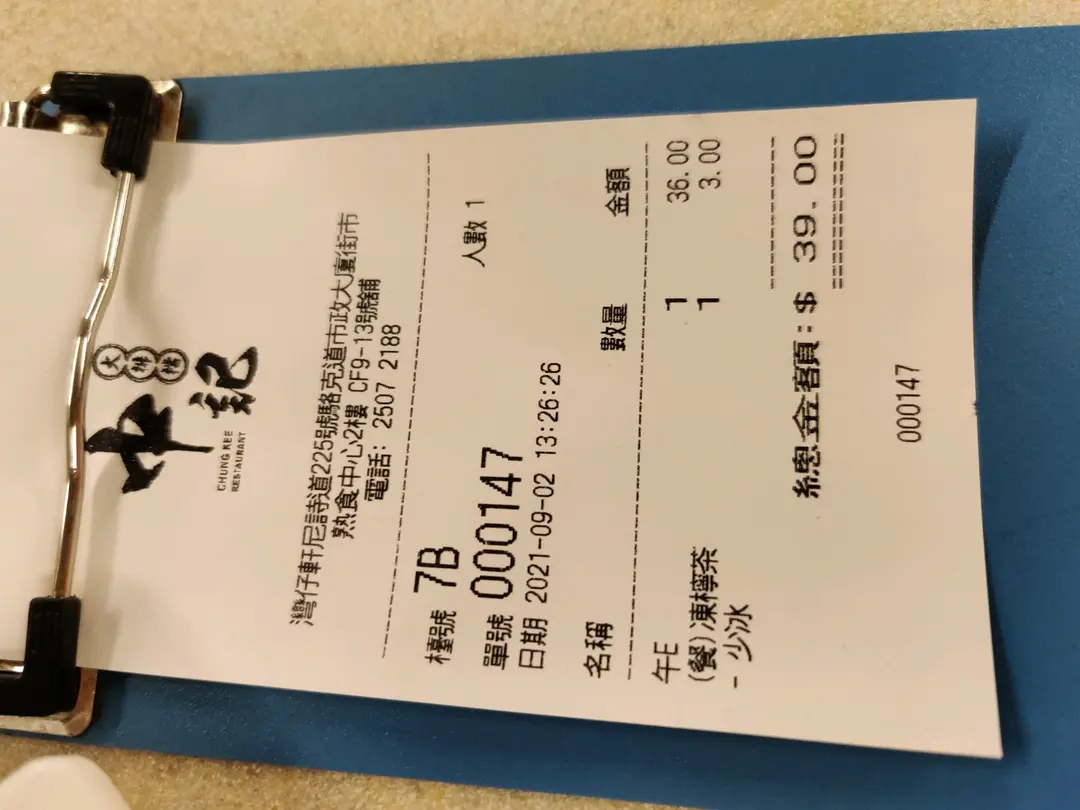 大排檔
中記
CHUNG KEE
RESTAURANT
灣仔軒尼詩道225號駱克道市政大廈街市
熟食中心2樓 CF9-13號舖
電話: 2507 2188
檯號 7B 人數 1
單號 000147
日期 2021-09-02 13:26:26
名稱 數量 金額
午E 1 36.00
(餐)凍檸茶 1 3.00
- 少冰
總金額: $ 39.00
000147